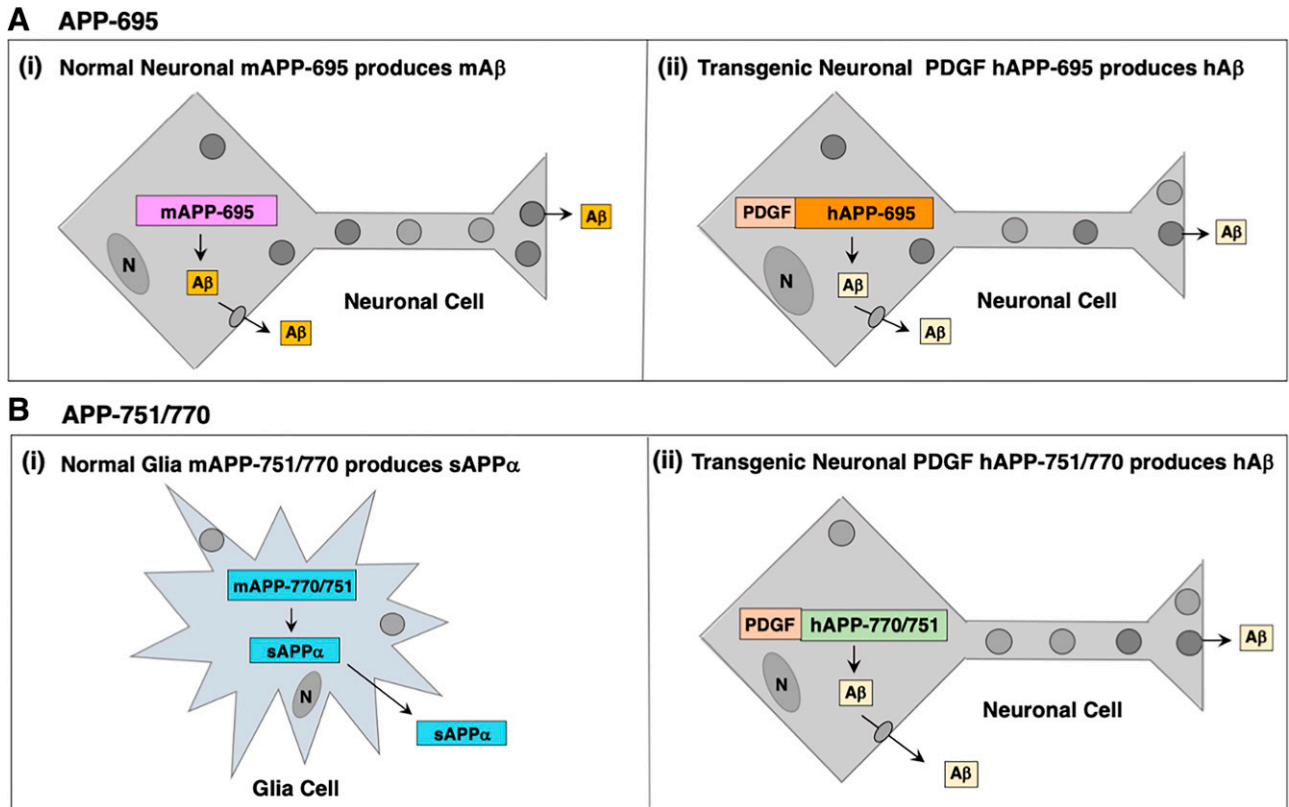 A APP-695
(i) Normal Neuronal mAPP-695 produces mAβ
mAPP-695
N
Aβ
Aβ
Aβ
Neuronal Cell
(ii) Transgenic Neuronal PDGF hAPP-695 produces hAβ
PDGF hAPP-695
N
Aβ
Aβ
Aβ
Neuronal Cell
B APP-751/770
(i) Normal Glia mAPP-751/770 produces sAPPα
mAPP-770/751
sAPPα
N
sAPPα
Glia Cell
(ii) Transgenic Neuronal PDGF hAPP-751/770 produces hAβ
PDGF hAPP-770/751
Aβ
N
Aβ
Neuronal Cell
Aβ